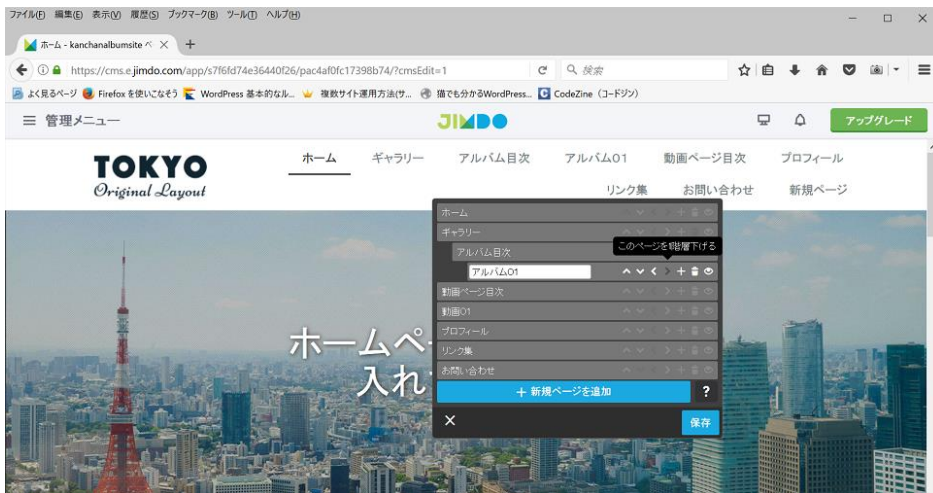 ファイル(F) 編集(E) 表示(V) 履歴(S) ブックマーク(B) ツール(T) ヘルプ(H)
ホーム - kanchanalbumsite ペ
https://cms.e.jimdo.com/app/s7f6fd74e36440f26/pac4af0fc17398b74/?cmsEdit=1 検索
よく見るページ Firefox を使いこなそう WordPress 基本的なル... 複数サイト運用方法(サ... 猫でも分かるWordPress... CodeZine(コードジン)
管理メニュー JIMDO アップグレード
TOKYO
Original Layout
ホーム ギャラリー アルバム目次 アルバム01 動画ページ目次 プロフィール
リンク集 お問い合わせ 新規ページ
ホーム
ギャラリー
アルバム目次 このページを1階層下げる
アルバム01
動画ページ目次
動画01
プロフィール
リンク集
お問い合わせ
+ 新規ページを追加 ?
保存
ホームペ
入れ